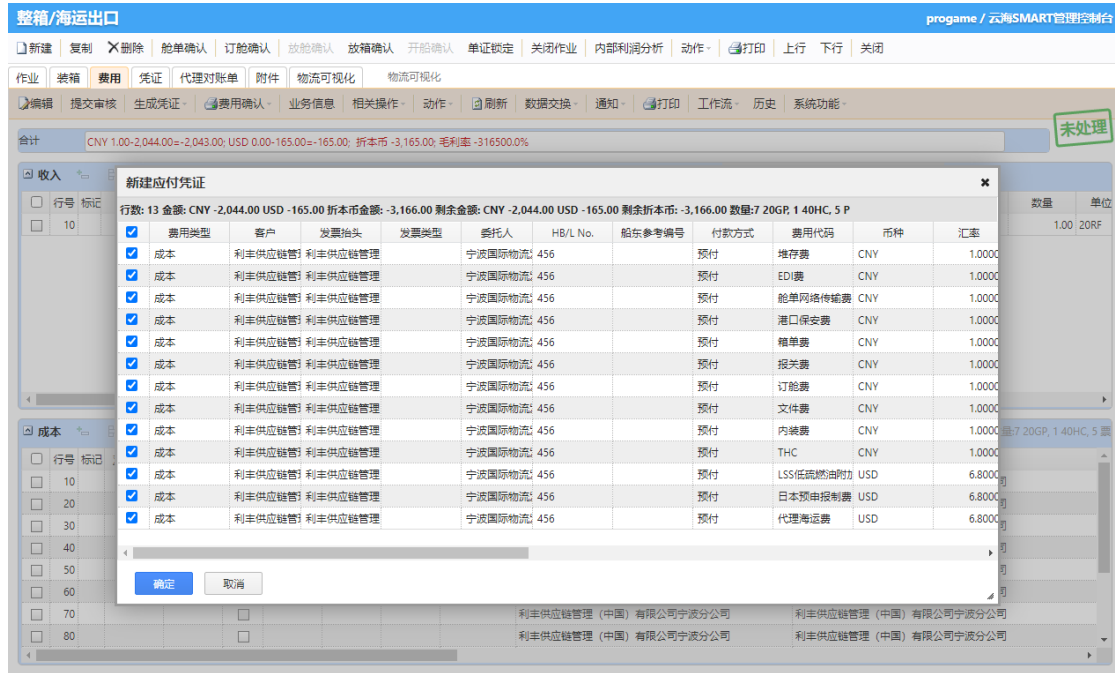 整箱/海运出口 progame / 云海SMART管理控制台
新建 复制 删除 舱单确认 订舱确认 放舱确认 放箱确认 开船确认 单证锁定 关闭作业 内部利润分析 动作 打印 上行 下行 关闭
作业 装箱 费用 凭证 代理对账单 附件 物流可视化 物流可视化
编辑 提交审核 生成凭证 费用确认 业务信息 相关操作 动作 刷新 数据交换 通知 打印 工作流 历史 系统功能
未处理
合计 CNY 1.00-2,044.00=-2,043.00; USD 0.00-165.00=-165.00; 折本币 -3,165.00; 毛利率 -316500.0%
收入
行号 标记 数量 单位
10 1.00 20RF
新建应付凭证
行数: 13 金额: CNY -2,044.00 USD -165.00 折本币金额: -3,166.00 剩余金额: CNY -2,044.00 USD -165.00 剩余折本币: -3,166.00 数量:7 20GP, 1 40HC, 5 P
费用类型 客户 发票抬头 发票类型 委托人 HB/L No. 船东参考编号 付款方式 费用代码 币种 汇率
成本 利丰供应链管 利丰供应链管理 宁波国际物流 456 预付 堆存费 CNY 1.0000
成本 利丰供应链管 利丰供应链管理 宁波国际物流 456 预付 EDI费 CNY 1.0000
成本 利丰供应链管 利丰供应链管理 宁波国际物流 456 预付 舱单网络传输费 CNY 1.0000
成本 利丰供应链管 利丰供应链管理 宁波国际物流 456 预付 港口保安费 CNY 1.0000
成本 利丰供应链管 利丰供应链管理 宁波国际物流 456 预付 箱单费 CNY 1.0000
成本 利丰供应链管 利丰供应链管理 宁波国际物流 456 预付 报关费 CNY 1.0000
成本 利丰供应链管 利丰供应链管理 宁波国际物流 456 预付 订舱费 CNY 1.0000
成本 利丰供应链管 利丰供应链管理 宁波国际物流 456 预付 文件费 CNY 1.0000
成本 利丰供应链管 利丰供应链管理 宁波国际物流 456 预付 内装费 CNY 1.0000
成本 利丰供应链管 利丰供应链管理 宁波国际物流 456 预付 THC CNY 1.0000
成本 利丰供应链管 利丰供应链管理 宁波国际物流 456 预付 LSS低硫燃油附加 USD 6.8000
成本 利丰供应链管 利丰供应链管理 宁波国际物流 456 预付 日本预申报制费 USD 6.8000
成本 利丰供应链管 利丰供应链管理 宁波国际物流 456 预付 代理海运费 USD 6.8000
确定 取消
成本 量:7 20GP, 1 40HC, 5 票
行号 标记
10 司
20 司
30 司
40 司
50 司
60 司
70 利丰供应链管理（中国）有限公司宁波分公司 利丰供应链管理（中国）有限公司宁波分公司
80 利丰供应链管理（中国）有限公司宁波分公司 利丰供应链管理（中国）有限公司宁波分公司